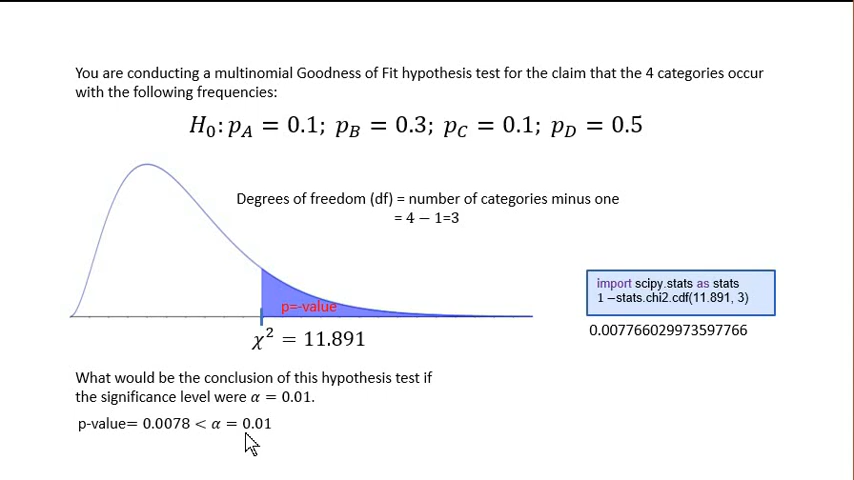 You are conducting a multinomial Goodness of Fit hypothesis test for the claim that the 4 categories occur
with the following frequencies:
H₀: p_A = 0.1; p_B = 0.3; p_C = 0.1; p_D = 0.5
Degrees of freedom (df) = number of categories minus one
= 4 – 1=3
import scipy.stats as stats
1 –stats.chi2.cdf(11.891, 3)
p=-value
0.007766029973597766
χ² = 11.891
What would be the conclusion of this hypothesis test if
the significance level were α = 0.01.
p-value= 0.0078 < α = 0.01